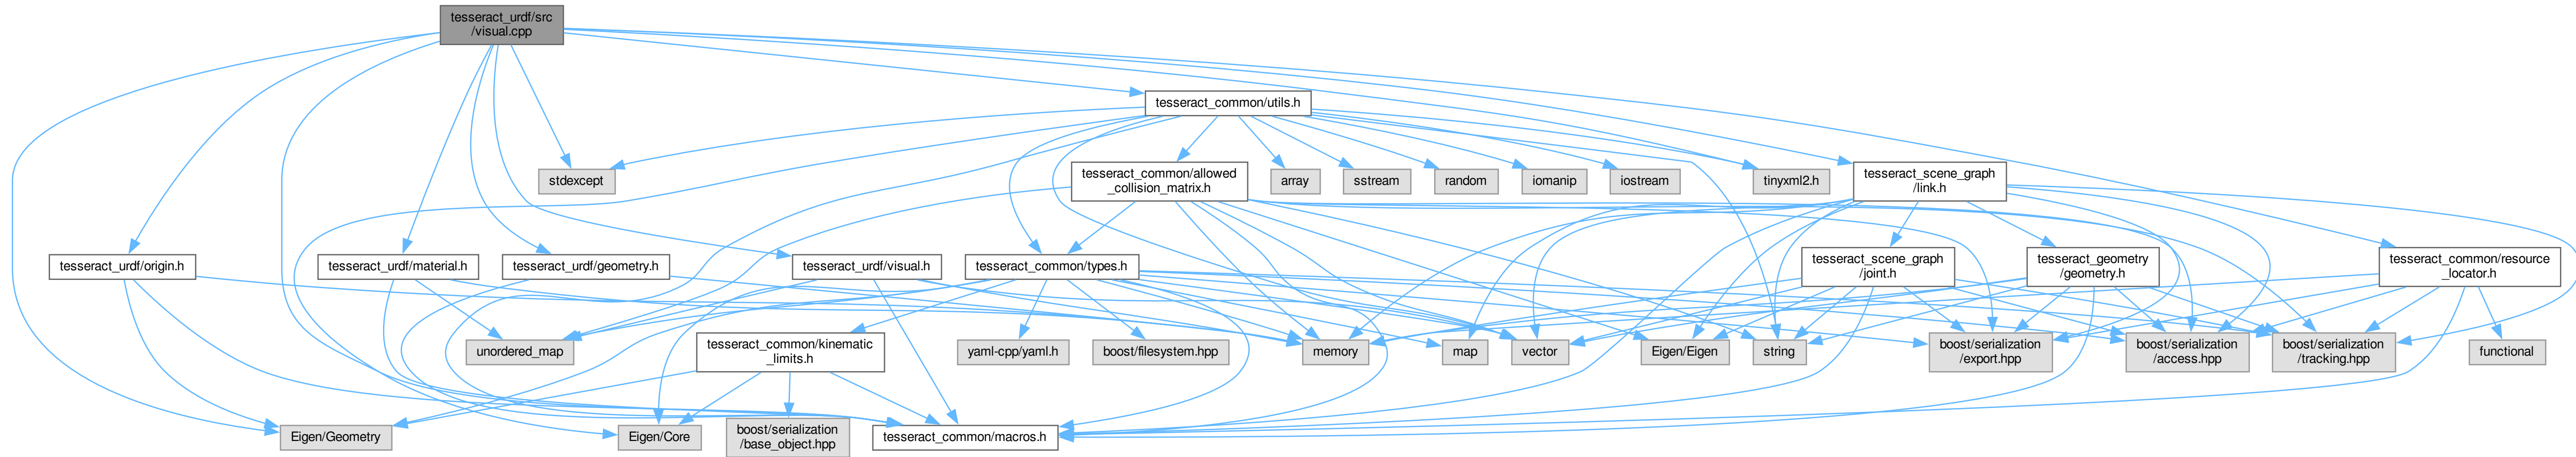 tesseract_urdf/src
/visual.cpp
tesseract_common/utils.h
stdexcept
tesseract_common/allowed
_collision_matrix.h
array
sstream
random
iomanip
iostream
tinyxml2.h
tesseract_scene_graph
/link.h
tesseract_urdf/origin.h
tesseract_urdf/material.h
tesseract_urdf/geometry.h
tesseract_urdf/visual.h
tesseract_common/types.h
tesseract_scene_graph
/joint.h
tesseract_geometry
/geometry.h
tesseract_common/resource
_locator.h
unordered_map
tesseract_common/kinematic
_limits.h
yaml-cpp/yaml.h
boost/filesystem.hpp
memory
map
vector
Eigen/Eigen
string
boost/serialization
/export.hpp
boost/serialization
/access.hpp
boost/serialization
/tracking.hpp
functional
Eigen/Geometry
Eigen/Core
boost/serialization
/base_object.hpp
tesseract_common/macros.h